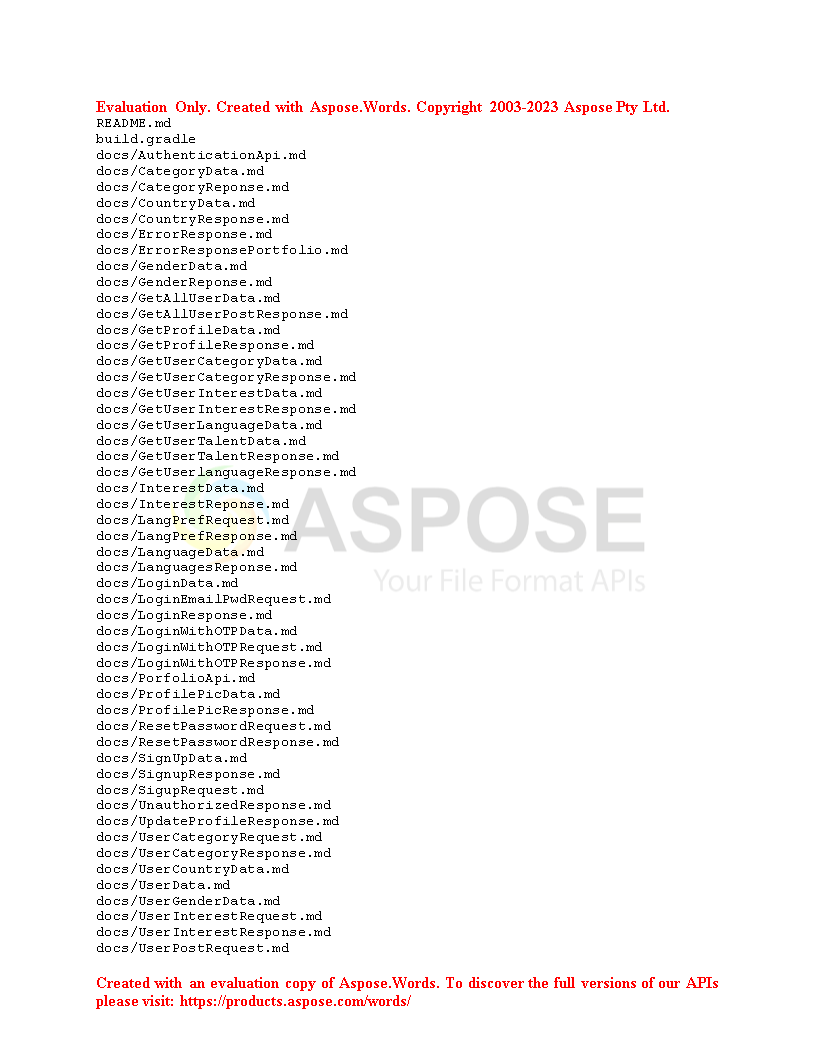 Evaluation Only. Created with Aspose.Words. Copyright 2003-2023 Aspose Pty Ltd.
README.md
build.gradle
docs/AuthenticationApi.md
docs/CategoryData.md
docs/CategoryReponse.md
docs/CountryData.md
docs/CountryResponse.md
docs/ErrorResponse.md
docs/ErrorResponsePortfolio.md
docs/GenderData.md
docs/GenderReponse.md
docs/GetAllUserData.md
docs/GetAllUserPostResponse.md
docs/GetProfileData.md
docs/GetProfileResponse.md
docs/GetUserCategoryData.md
docs/GetUserCategoryResponse.md
docs/GetUserInterestData.md
docs/GetUserInterestResponse.md
docs/GetUserLanguageData.md
docs/GetUserTalentData.md
docs/GetUserTalentResponse.md
docs/GetUserlanguageResponse.md
docs/InterestData.md
docs/InterestReponse.md
docs/LangPrefRequest.md
docs/LangPrefResponse.md
docs/LanguageData.md
docs/LanguagesReponse.md
docs/LoginData.md
docs/LoginEmailPwdRequest.md
docs/LoginResponse.md
docs/LoginWithOTPData.md
docs/LoginWithOTPRequest.md
docs/LoginWithOTPResponse.md
docs/PorfolioApi.md
docs/ProfilePicData.md
docs/ProfilePicResponse.md
docs/ResetPasswordRequest.md
docs/ResetPasswordResponse.md
docs/SignUpData.md
docs/SignupResponse.md
docs/SigupRequest.md
docs/UnauthorizedResponse.md
docs/UpdateProfileResponse.md
docs/UserCategoryRequest.md
docs/UserCategoryResponse.md
docs/UserCountryData.md
docs/UserData.md
docs/UserGenderData.md
docs/UserInterestRequest.md
docs/UserInterestResponse.md
docs/UserPostRequest.md
ASPOSE
Your File Format APIs
Created with an evaluation copy of Aspose.Words. To discover the full versions of our APIs
please visit: https://products.aspose.com/words/